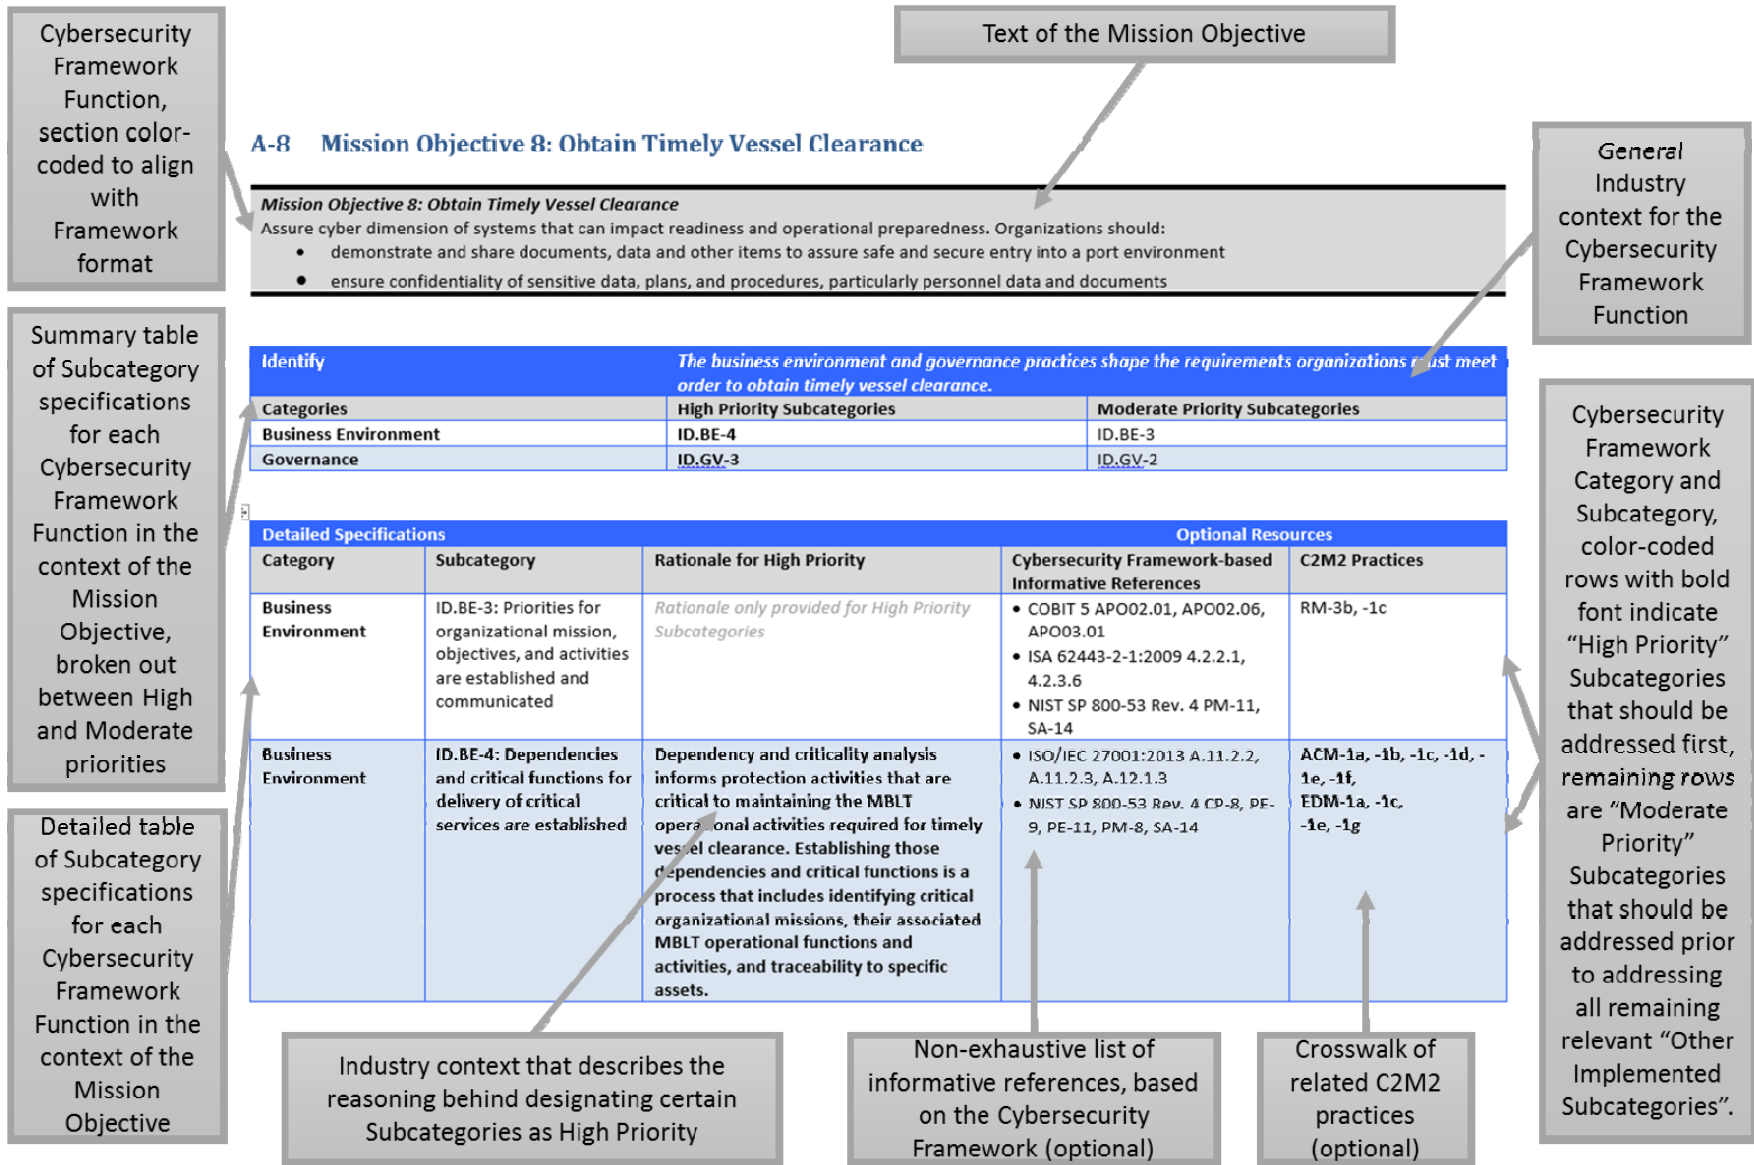 Cybersecurity
Framework
Function,
section color-
coded to align
with
Framework
format
Text of the Mission Objective
A-8 Mission Objective 8: Obtain Timely Vessel Clearance
Mission Objective 8: Obtain Timely Vessel Clearance
Assure cyber dimension of systems that can impact readiness and operational preparedness. Organizations should:
• demonstrate and share documents, data and other items to assure safe and secure entry into a port environment
• ensure confidentiality of sensitive data, plans, and procedures, particularly personnel data and documents
General
Industry
context for the
Cybersecurity
Framework
Function
Summary table
of Subcategory
specifications
for each
Cybersecurity
Framework
Function in the
context of the
Mission
Objective,
broken out
between High
and Moderate
priorities
Identify
The business environment and governance practices shape the requirements organizations must meet
order to obtain timely vessel clearance.
Categories
High Priority Subcategories
Moderate Priority Subcategories
Business Environment
ID.BE-4
ID.BE-3
Governance
ID.GV-3
ID.GV-2
Detailed Specifications
Optional Resources
Category
Subcategory
Rationale for High Priority
Cybersecurity Framework-based
Informative References
C2M2 Practices
Business
Environment
ID.BE-3: Priorities for
organizational mission,
objectives, and activities
are established and
communicated
Rationale only provided for High Priority
Subcategories
• COBIT 5 APO02.01, APO02.06,
APO03.01
• ISA 62443-2-1:2009 4.2.2.1,
4.2.3.6
• NIST SP 800-53 Rev. 4 PM-11,
SA-14
RM-3b, -1c
Business
Environment
ID.BE-4: Dependencies
and critical functions for
delivery of critical
services are established
Dependency and criticality analysis
informs protection activities that are
critical to maintaining the MBLT
operational activities required for timely
vessel clearance. Establishing those
dependencies and critical functions is a
process that includes identifying critical
organizational missions, their associated
MBLT operational functions and
activities, and traceability to specific
assets.
• ISO/IEC 27001:2013 A.11.2.2,
A.11.2.3, A.12.1.3
• NIST SP 800-53 Rev. 4 CP-8, PE-
9, PE-11, PM-8, SA-14
ACM-1a, -1b, -1c, -1d, -
1e, -1f,
EDM-1a, -1c,
-1e, -1g
Cybersecurity
Framework
Category and
Subcategory,
color-coded
rows with bold
font indicate
“High Priority”
Subcategories
that should be
addressed first,
remaining rows
are “Moderate
Priority”
Subcategories
that should be
addressed prior
to addressing
all remaining
relevant “Other
Implemented
Subcategories”.
Detailed table
of Subcategory
specifications
for each
Cybersecurity
Framework
Function in the
context of the
Mission
Objective
Industry context that describes the
reasoning behind designating certain
Subcategories as High Priority
Non-exhaustive list of
informative references, based
on the Cybersecurity
Framework (optional)
Crosswalk of
related C2M2
practices
(optional)